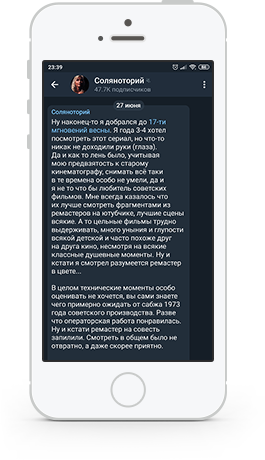 23:39
Соляноторий
47.7K подписчиков
27 июня
Соляноторий
Ну наконец-то я добрался до 17-ти
мгновений весны. Я года 3-4 хотел
посмотреть этот сериал, но что-то
никак не доходили руки (глаза).
Да и как то лень было, учитывая
мою предвзятость к старому
кинематографу, снимать всё таки
в те времена особо не умели, да и
я не то что бы любитель советских
фильмов. Мне всегда казалось что
их лучше смотреть фрагментами из
ремастеров на ютубчике, лучшие сцены
всякие. А то цельные фильмы трудно
выдерживать, много уныния и глупости
всякой детской и часто похоже друг
на друга кино, несмотря на всякие
классные душевные моменты. Ну и
кстати я смотрел разумеется ремастер
в цвете...
В целом технические моменты особо
оценивать не хочется, вы сами знаете
чего примерно ожидать от сабжа 1973
года советского производства. Разве
что операторская работа понравилась.
Ну и кстати ремастер на совесть
запилили. Смотреть в общем было не
отвратно, а даже скорее приятно.